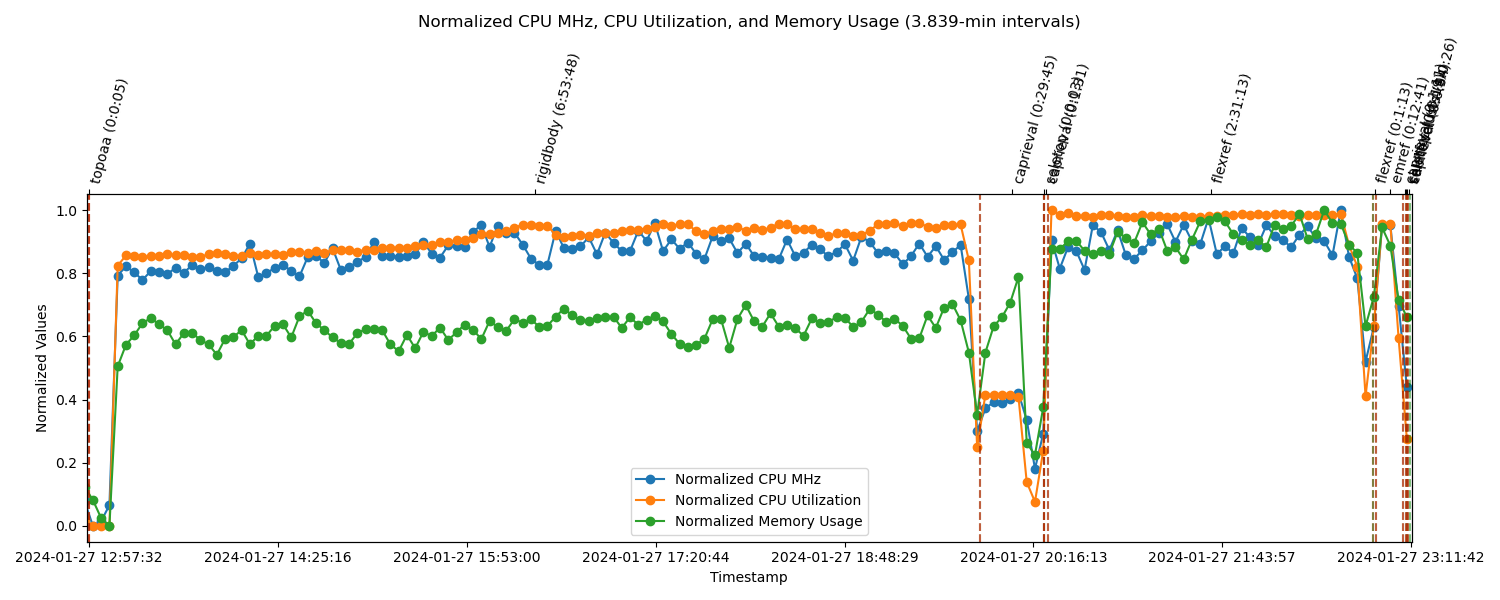 Normalized CPU MHz, CPU Utilization, and Memory Usage (3.839-min intervals)
topoaa (0:0:05)
rigidbody (6:53:48)
caprieval (0:29:45)
caprieval (0:1:31)
flexref (2:31:13)
flexref (0:1:13)
emref (0:12:41)
1.0
0.8
0.6
0.4
0.2
0.0
Normalized Values
Normalized CPU MHz
Normalized CPU Utilization
Normalized Memory Usage
2024-01-27 12:57:32
2024-01-27 14:25:16
2024-01-27 15:53:00
2024-01-27 17:20:44
2024-01-27 18:48:29
2024-01-27 20:16:13
2024-01-27 21:43:57
2024-01-27 23:11:42
Timestamp